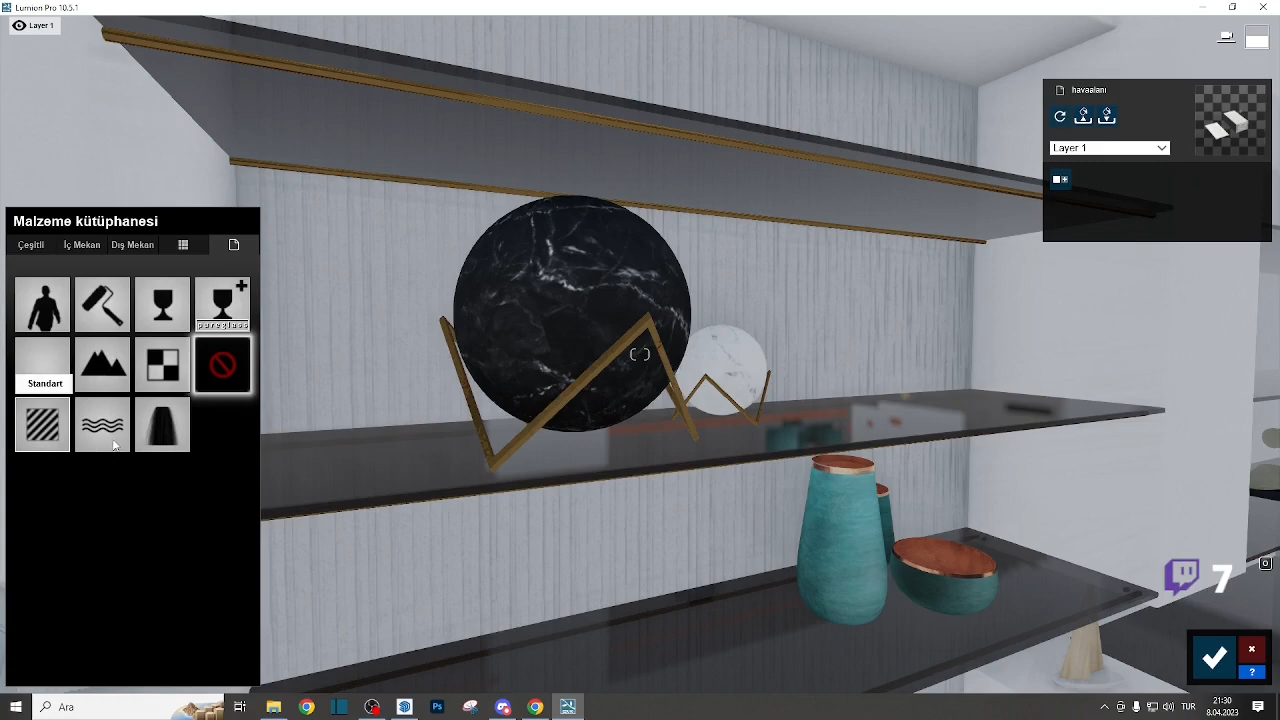 Lumion Pro 10.5.1
Layer 1
havaalanı
Layer 1
Malzeme kütüphanesi
Çeşitli
İç Mekan
Dış Mekan
pureglass
Standart
7
?
Ara
Ps
TUR
21:30
8.04.2023